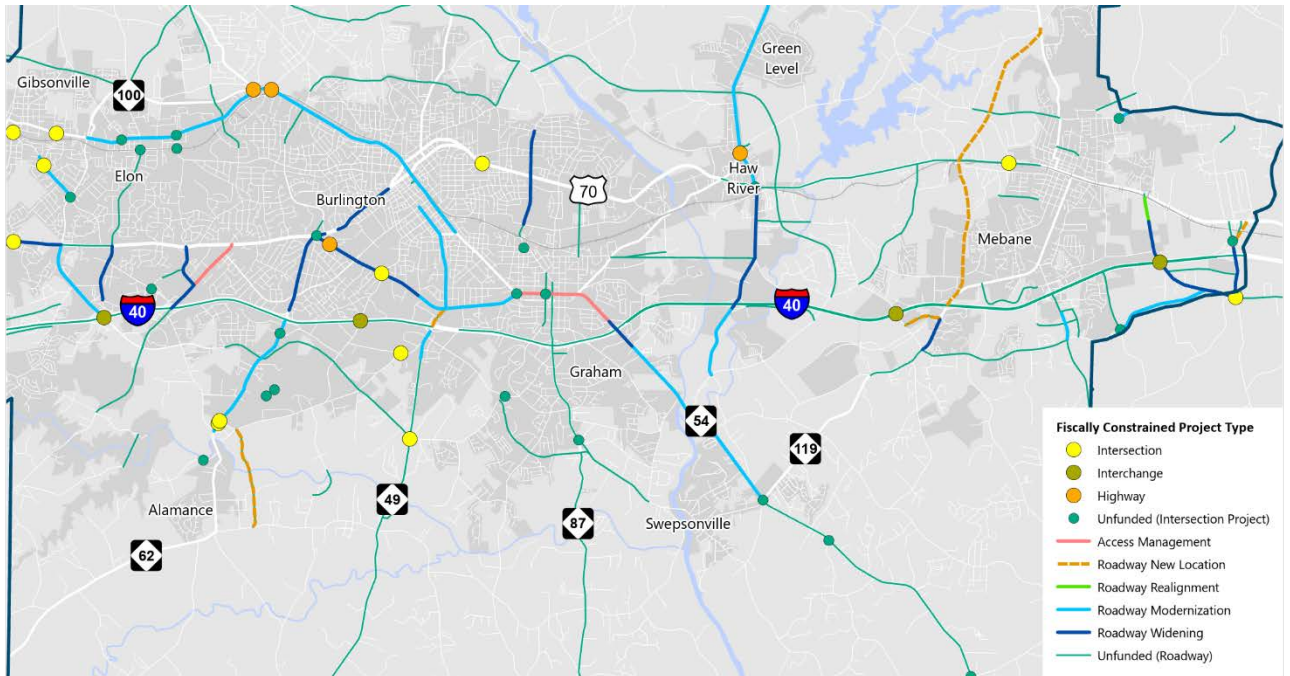 Green
Level
Gibsonville
100
Elon
Haw
River
70
Burlington
Mebane
40
40
Graham
54
119
49
Alamance
87
Swepsonville
62
Fiscally Constrained Project Type
Intersection
Interchange
Highway
Unfunded (Intersection Project)
Access Management
Roadway New Location
Roadway Realignment
Roadway Modernization
Roadway Widening
Unfunded (Roadway)